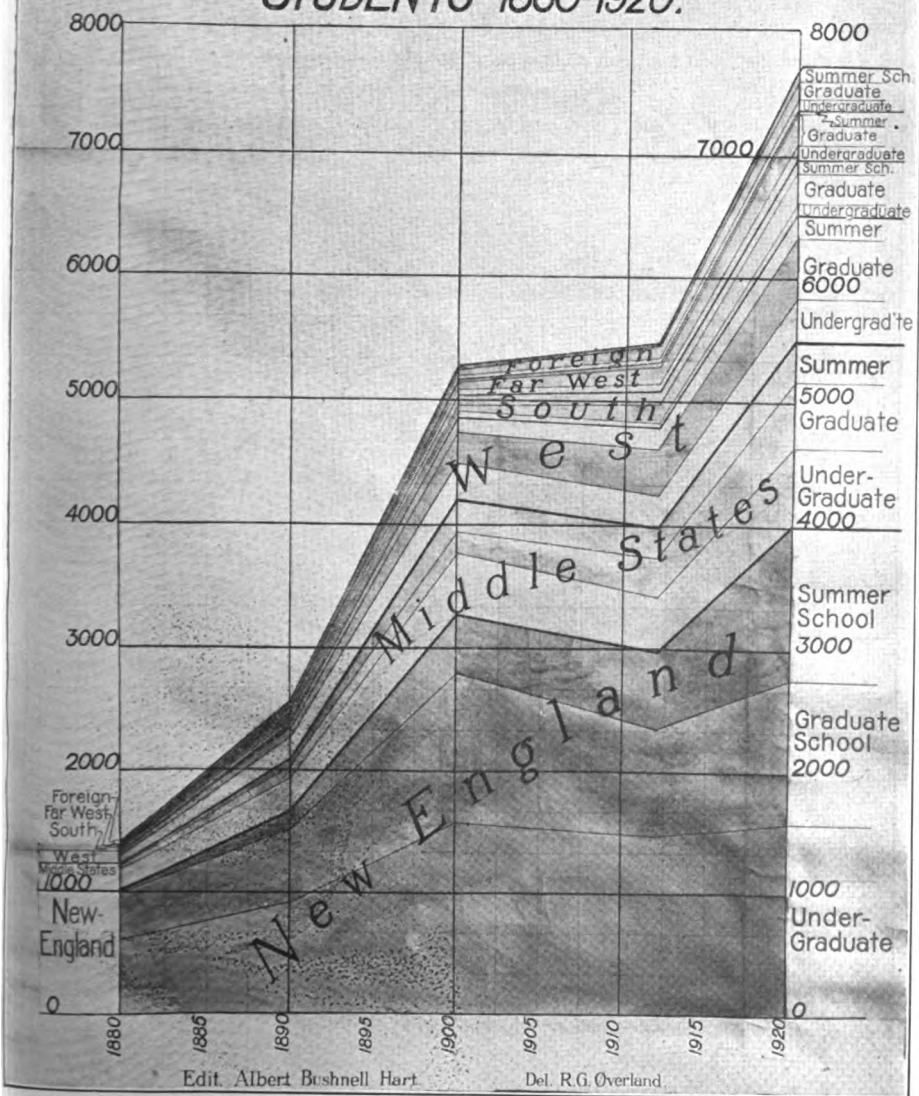 STUDENTS 1880-1920.
8000
8000
Summer Sch.
Graduate
Undergraduate
Summer
Graduate
7000
7000
Undergraduate
Summer Sch.
Graduate
Undergraduate
Summer
6000
Graduate
6000
Undergrad'te
Foreign
Far West
South
West
Middle States
New England
Summer
5000
5000
Graduate
Under-
Graduate
4000
4000
Summer
School
3000
3000
Graduate
School
2000
2000
Foreign
Far West
South
West
Middle States
1000
1000
New-
England
Under-
Graduate
0
0
1880
1885
1890
1895
1900
1905
1910
1915
1920
Edit. Albert Bushnell Hart
Del. R.G. Øverland